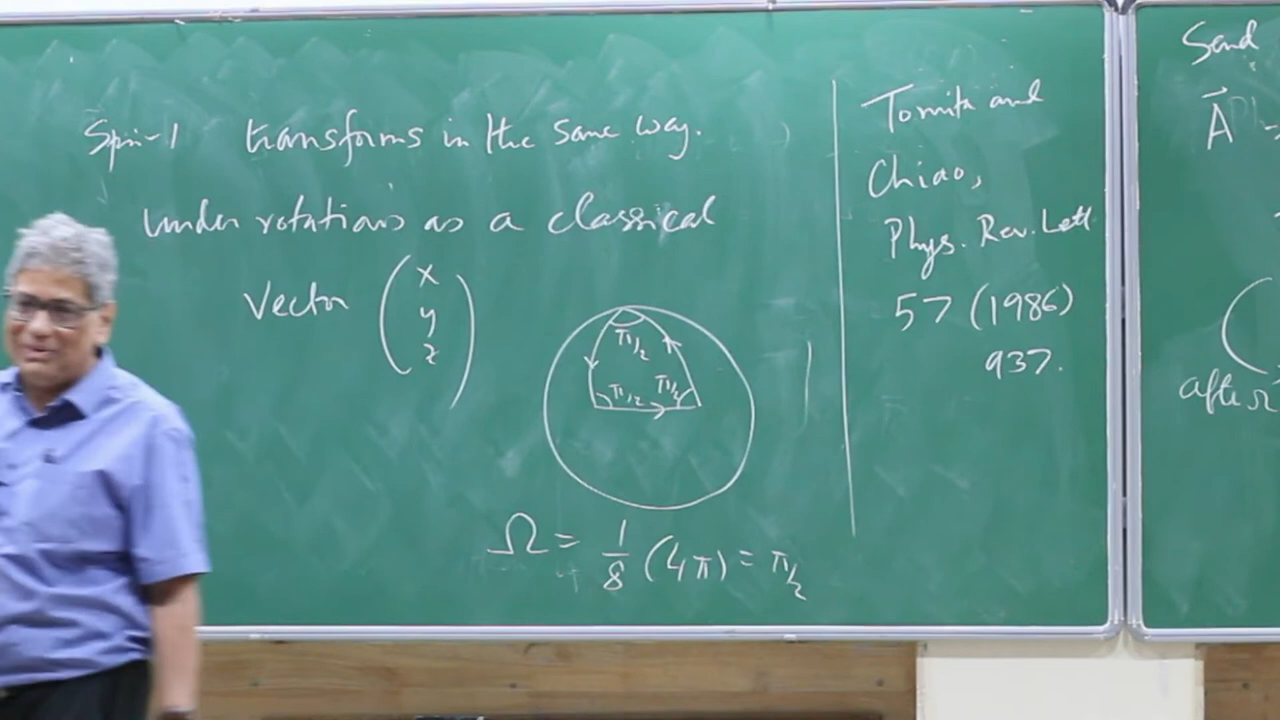 Spin-1 transforms in the same way.
under rotations as a classical
Vector
x
y
z
π/2
π/2
π/2
Ω = 1/8 (4π) = π/2
Tomita and
Chiao,
Phys. Rev. Lett
57 (1986)
937.
Send
A⃗
after